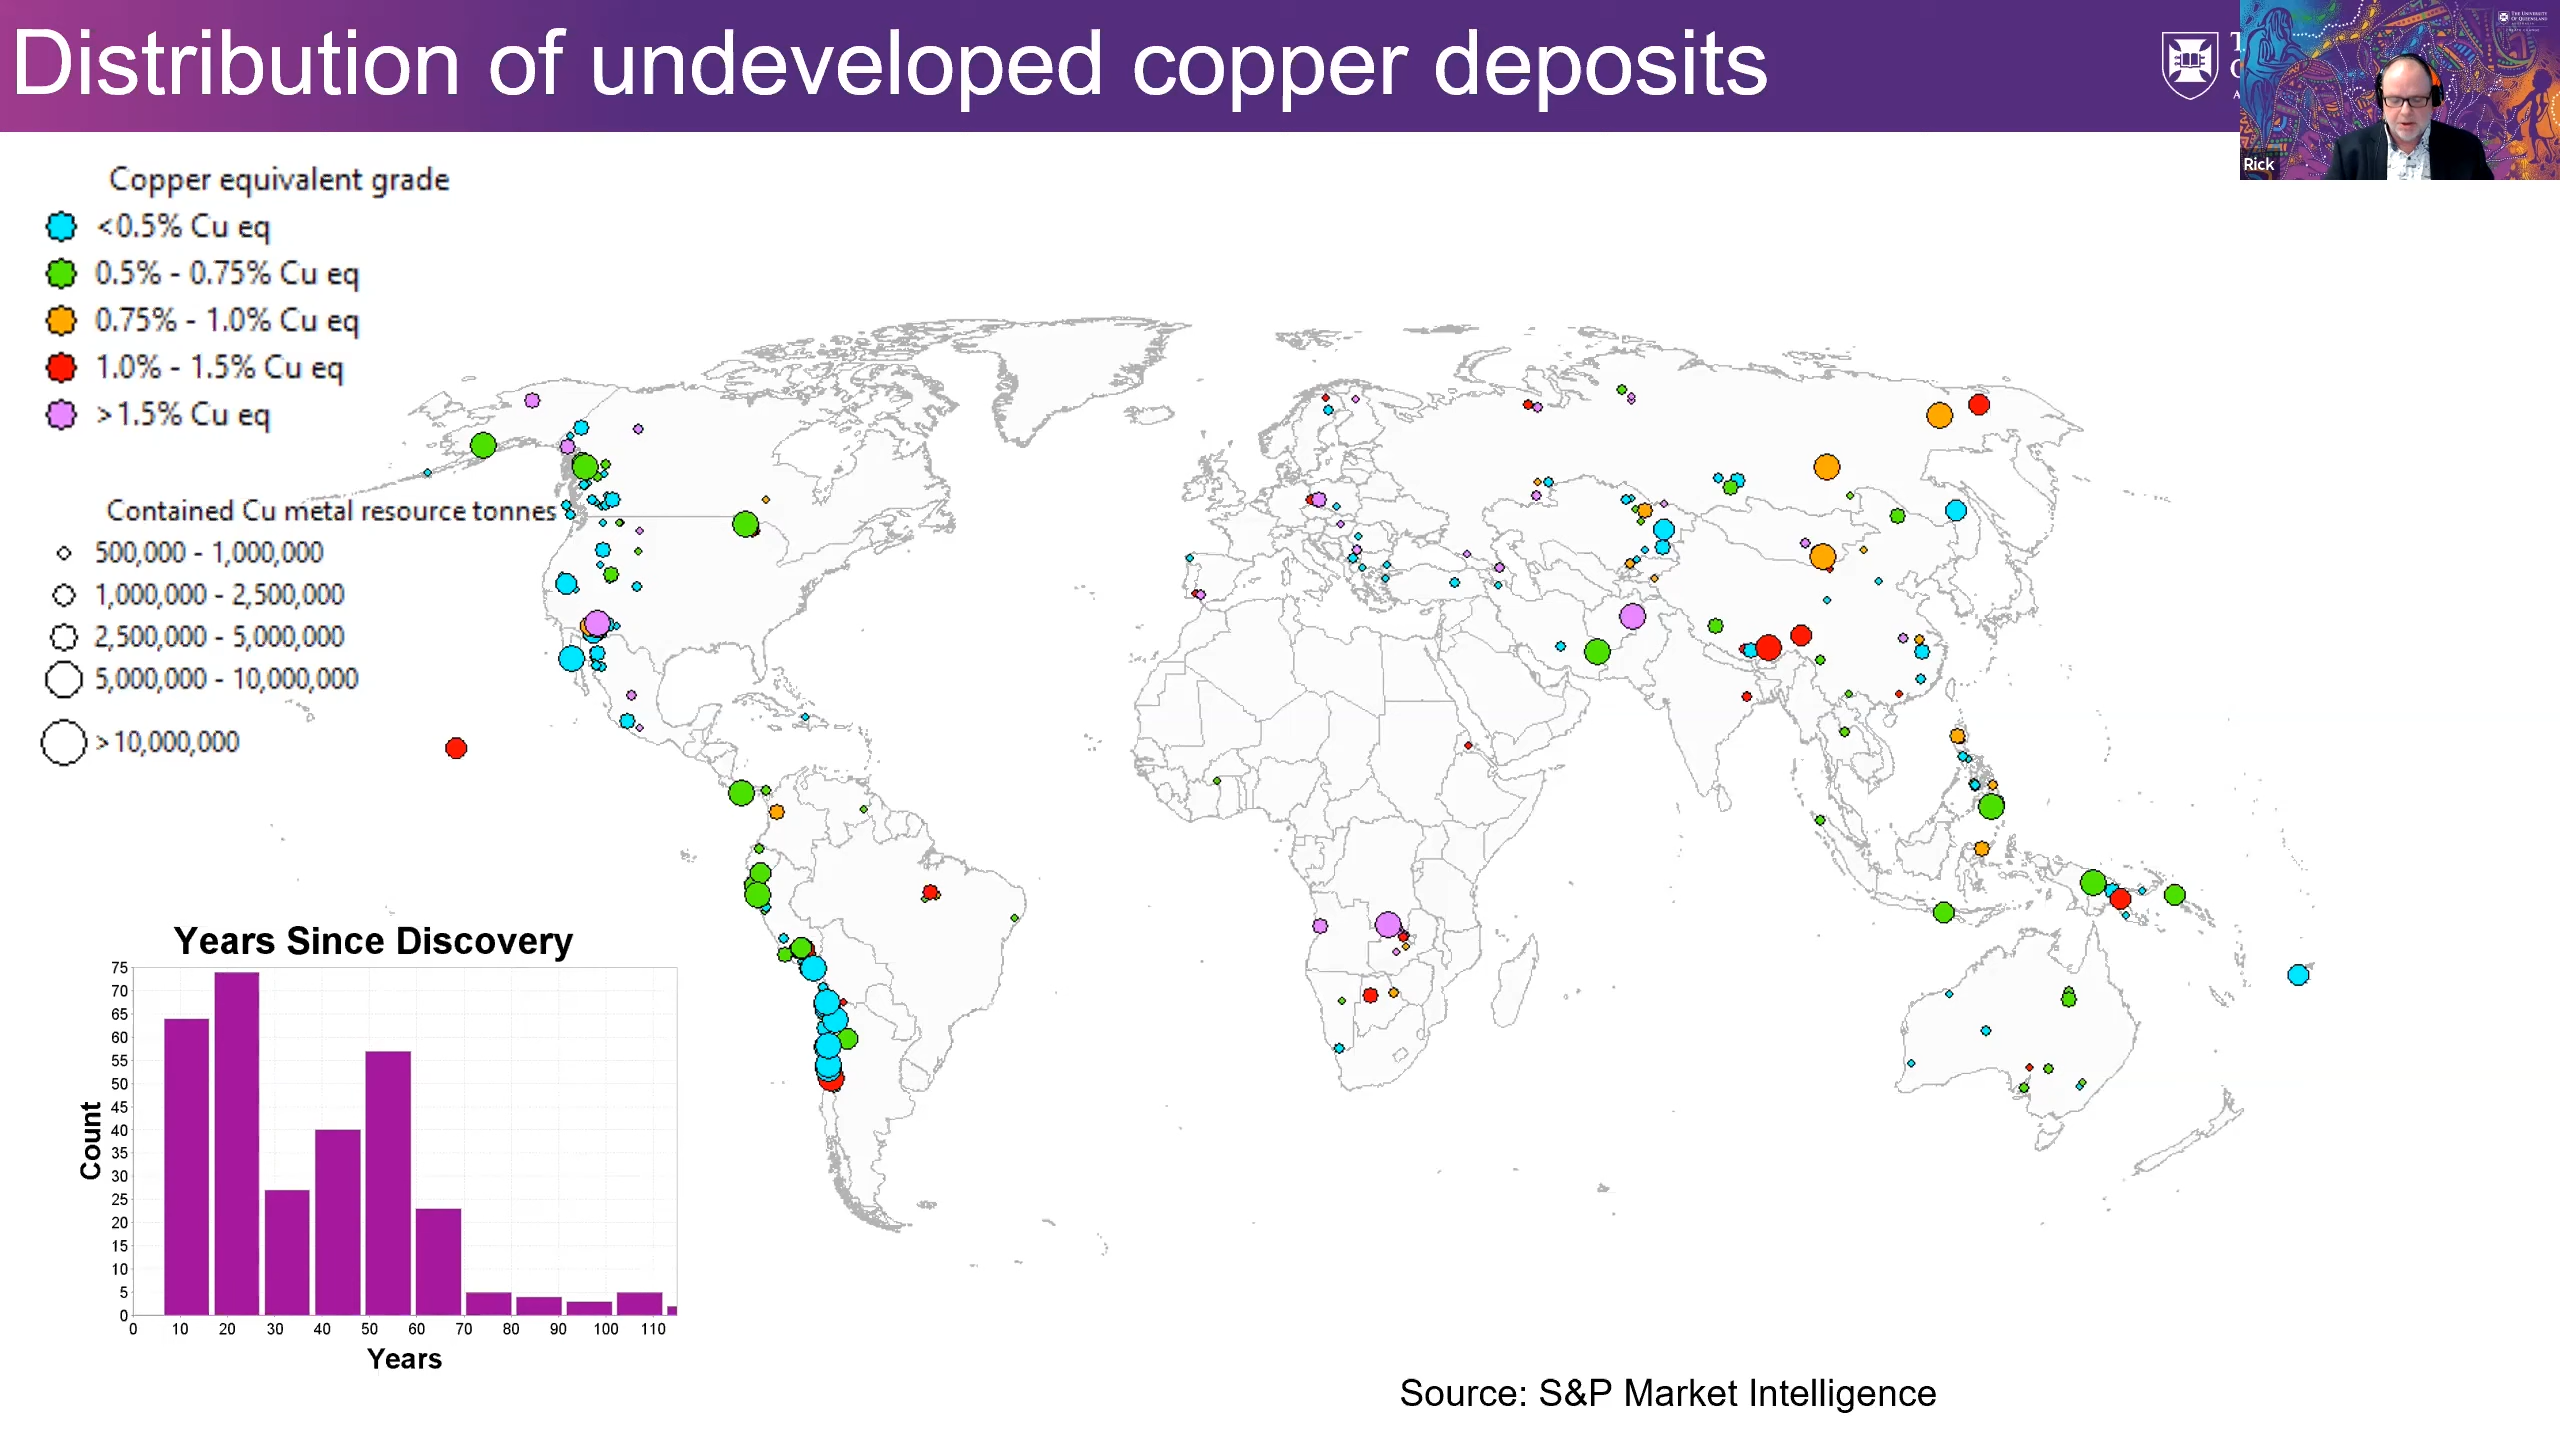 Distribution of undeveloped copper deposits
THE UNIVERSITY
OF QUEENSLAND
Rick
Copper equivalent grade
<0.5% Cu eq
0.5% - 0.75% Cu eq
0.75% - 1.0% Cu eq
1.0% - 1.5% Cu eq
>1.5% Cu eq
Contained Cu metal resource tonnes
500,000 - 1,000,000
1,000,000 - 2,500,000
2,500,000 - 5,000,000
5,000,000 - 10,000,000
>10,000,000
Years Since Discovery
75
70
65
60
55
50
45
40
35
30
25
20
15
10
5
0
Count
0 10 20 30 40 50 60 70 80 90 100 110
Years
Source: S&P Market Intelligence